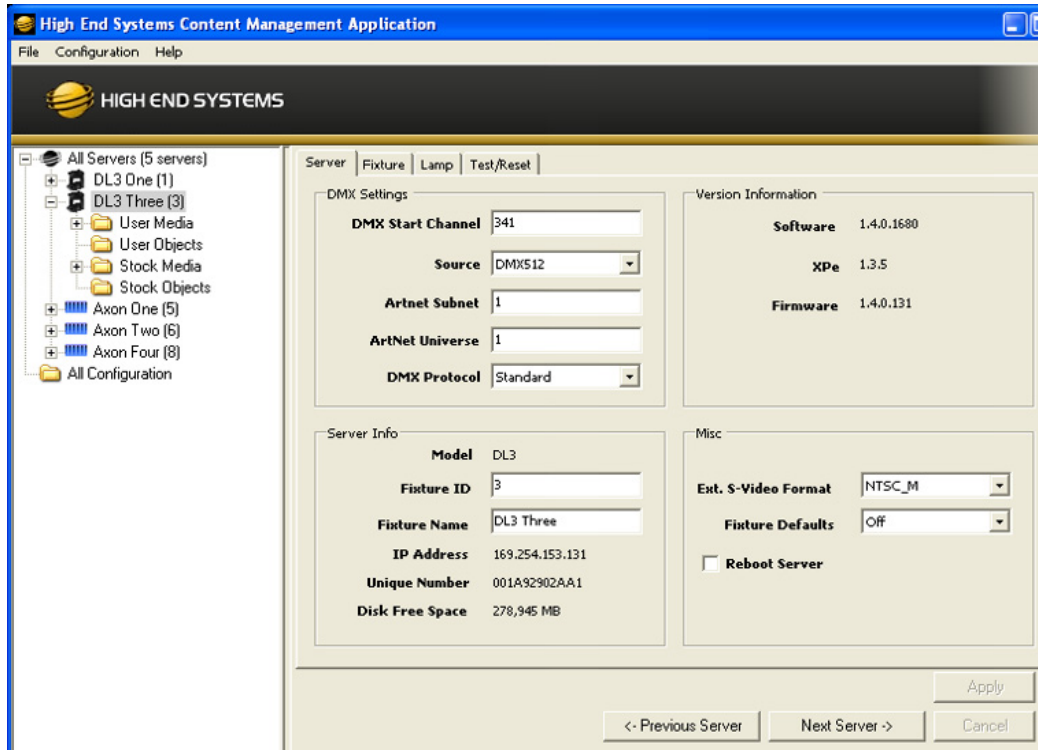 High End Systems Content Management Application
File Configuration Help
HIGH END SYSTEMS
All Servers (5 servers)
DL3 One (1)
DL3 Three (3)
User Media
User Objects
Stock Media
Stock Objects
Axon One (5)
Axon Two (6)
Axon Four (8)
All Configuration
Server Fixture Lamp Test/Reset
DMX Settings
DMX Start Channel 341
Source DMX512
Artnet Subnet 1
ArtNet Universe 1
DMX Protocol Standard
Version Information
Software 1.4.0.1680
XPe 1.3.5
Firmware 1.4.0.131
Server Info
Model DL3
Fixture ID 3
Fixture Name DL3 Three
IP Address 169.254.153.131
Unique Number 001A92902AA1
Disk Free Space 278,945 MB
Misc
Ext. S-Video Format NTSC_M
Fixture Defaults Off
Reboot Server
Apply
<- Previous Server Next Server -> Cancel